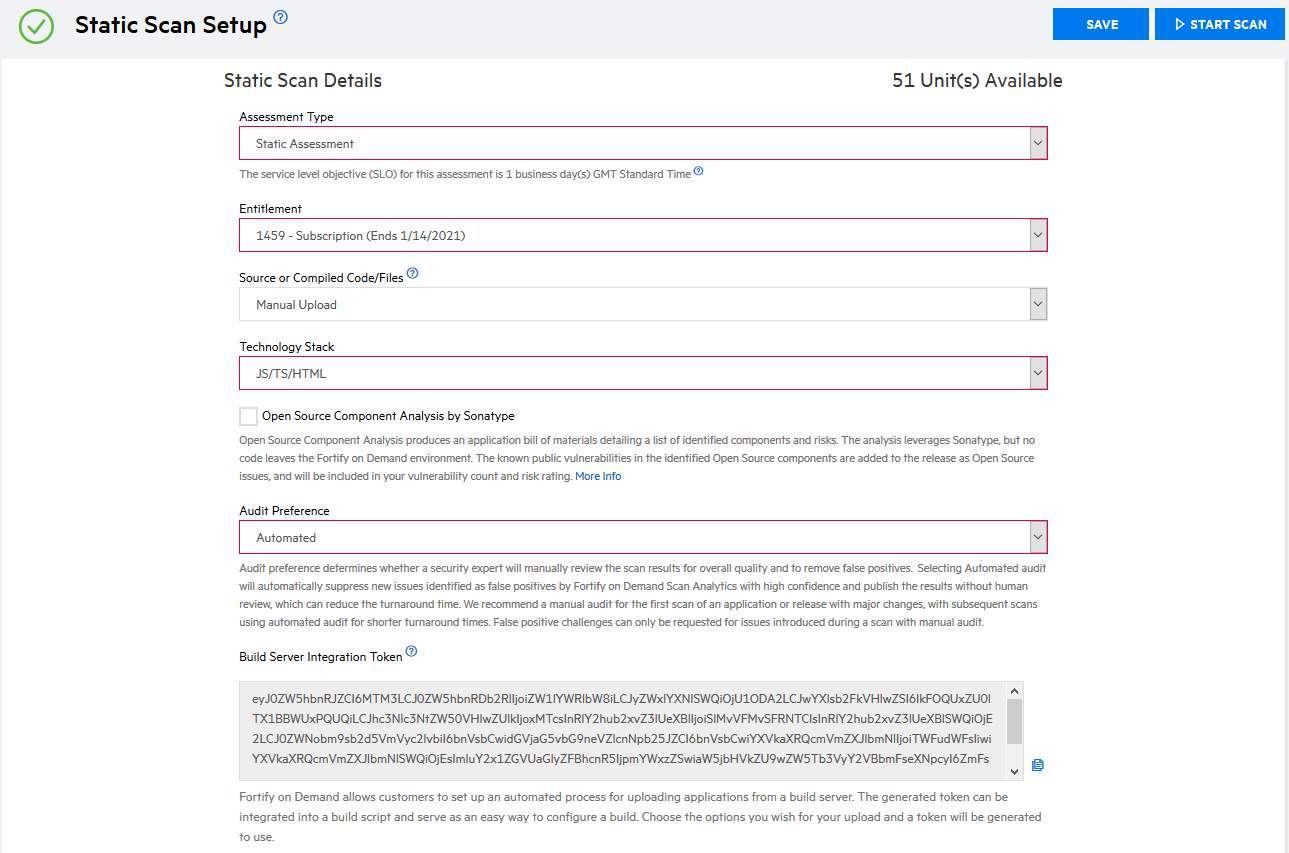 Static Scan Setup ?
SAVE
START SCAN
Static Scan Details
51 Unit(s) Available
Assessment Type
Static Assessment
The service level objective (SLO) for this assessment is 1 business day(s) GMT Standard Time ?
Entitlement
1459 - Subscription (Ends 1/14/2021)
Source or Compiled Code/Files ?
Manual Upload
Technology Stack
JS/TS/HTML
Open Source Component Analysis by Sonatype
Open Source Component Analysis produces an application bill of materials detailing a list of identified components and risks. The analysis leverages Sonatype, but no
code leaves the Fortify on Demand environment. The known public vulnerabilities in the identified Open Source components are added to the release as Open Source
issues, and will be included in your vulnerability count and risk rating. More Info
Audit Preference
Automated
Audit preference determines whether a security expert will manually review the scan results for overall quality and to remove false positives. Selecting Automated audit
will automatically suppress new issues identified as false positives by Fortify on Demand Scan Analytics with high confidence and publish the results without human
review, which can reduce the turnaround time. We recommend a manual audit for the first scan of an application or release with major changes, with subsequent scans
using automated audit for shorter turnaround times. False positive challenges can only be requested for issues introduced during a scan with manual audit.
Build Server Integration Token ?
Fortify on Demand allows customers to set up an automated process for uploading applications from a build server. The generated token can be
integrated into a build script and serve as an easy way to configure a build. Choose the options you wish for your upload and a token will be generated
to use.